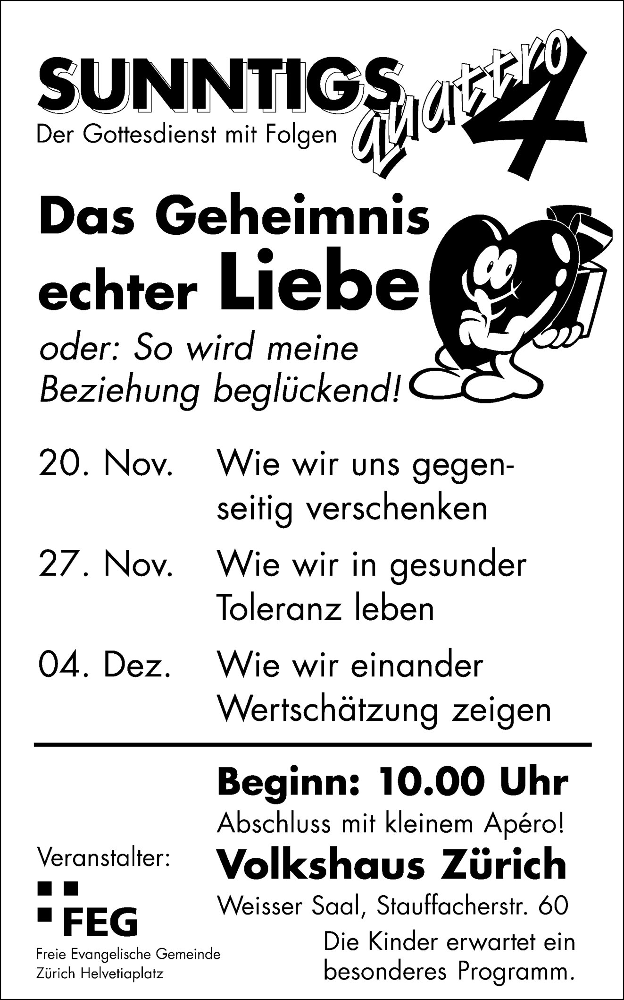 SUNNTIGS quattro 4
Der Gottesdienst mit Folgen
Das Geheimnis
echter Liebe
oder: So wird meine
Beziehung beglückend!
20. Nov. Wie wir uns gegen-
seitig verschenken
27. Nov. Wie wir in gesunder
Toleranz leben
04. Dez. Wie wir einander
Wertschätzung zeigen
Beginn: 10.00 Uhr
Abschluss mit kleinem Apéro!
Volkshaus Zürich
Weisser Saal, Stauffacherstr. 60
Die Kinder erwartet ein
besonderes Programm.
Veranstalter:
FEG
Freie Evangelische Gemeinde
Zürich Helvetiaplatz